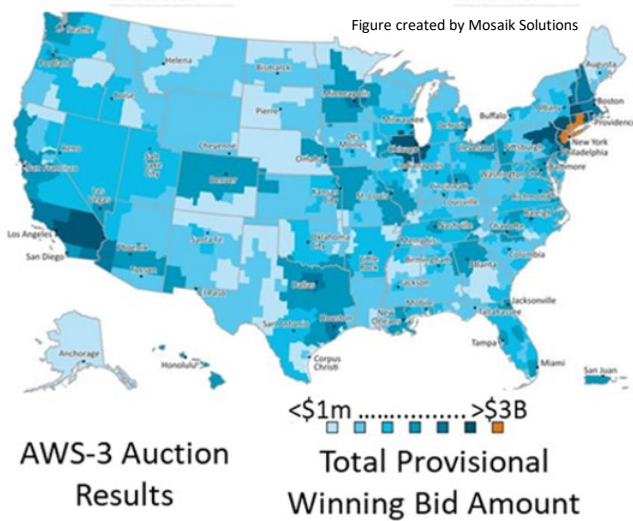 Figure created by Mosaik Solutions
Seattle
Portland
Helena
Bismarck
Augusta
Boise
Pierre
Minneapolis
Milwaukee
Buffalo
Albany
Boston
Providence
Reno
San Francisco
Salt
Lake
City
Cheyenne
Omaha
Des
Moines
Chicago
Detroit
Cleveland
Pittsburgh
New York
Philadelphia
Baltimore
Denver
Kansas
City
St. Louis
Indianapolis
Cincinnati
Louisville
Washington
Richmond
Raleigh
Las
Vegas
Los Angeles
San Diego
Phoenix
Tucson
Santa Fe
El Paso
Oklahoma
City
Little
Rock
Memphis
Nashville
Charlotte
Columbia
Birmingham
Atlanta
Dallas
Jackson
Mobile
Jacksonville
Tallahassee
San Antonio
Houston
New
Orleans
Tampa
Miami
Corpus
Christi
Anchorage
Honolulu
San Juan
<$1m ................ >$3B
AWS-3 Auction
Results
Total Provisional
Winning Bid Amount